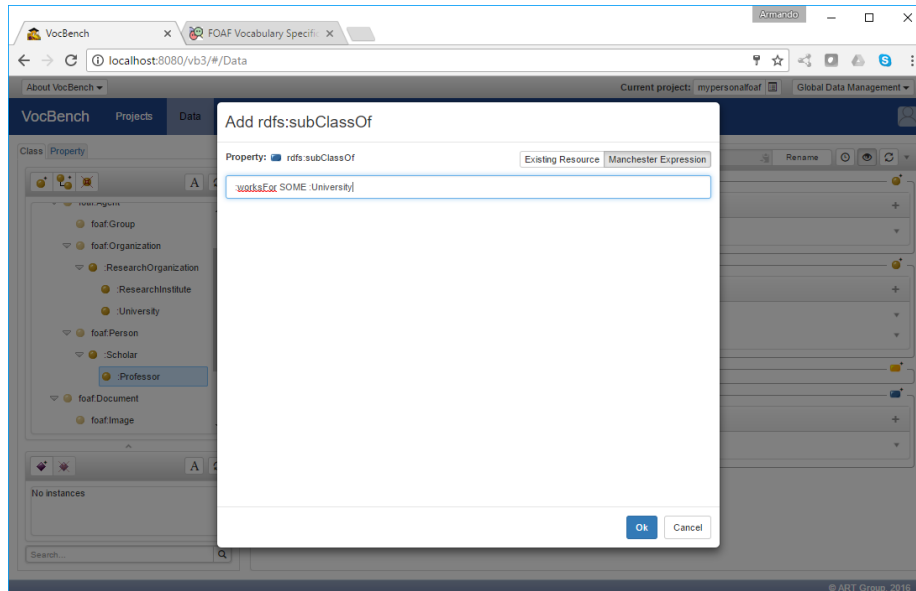 Armando
VocBench
FOAF Vocabulary Specific
localhost:8080/vb3/#/Data
About VocBench
Current project: mypersonalfoaf
Global Data Management
VocBench
Projects
Data
Class Property
Add rdfs:subClassOf
Property: rdfs:subClassOf
Existing Resource Manchester Expression
:worksFor SOME :University
Rename
A
foaf:Agent
foaf:Group
foaf:Organization
:ResearchOrganization
:ResearchInstitute
:University
foaf:Person
:Scholar
:Professor
foaf:Document
foaf:Image
A
No instances
Search...
Ok
Cancel
© ART Group, 2016